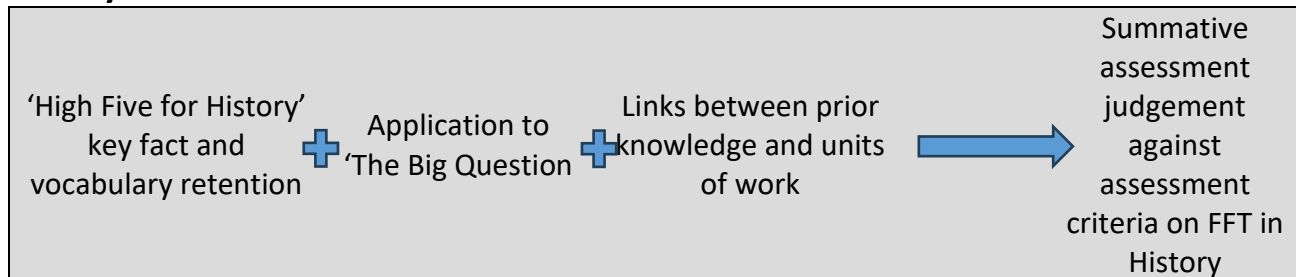 ‘High Five for History’
key fact and
vocabulary retention
Application to
‘The Big Question
Links between prior
knowledge and units
of work
Summative
assessment
judgement
against
assessment
criteria on FFT in
History